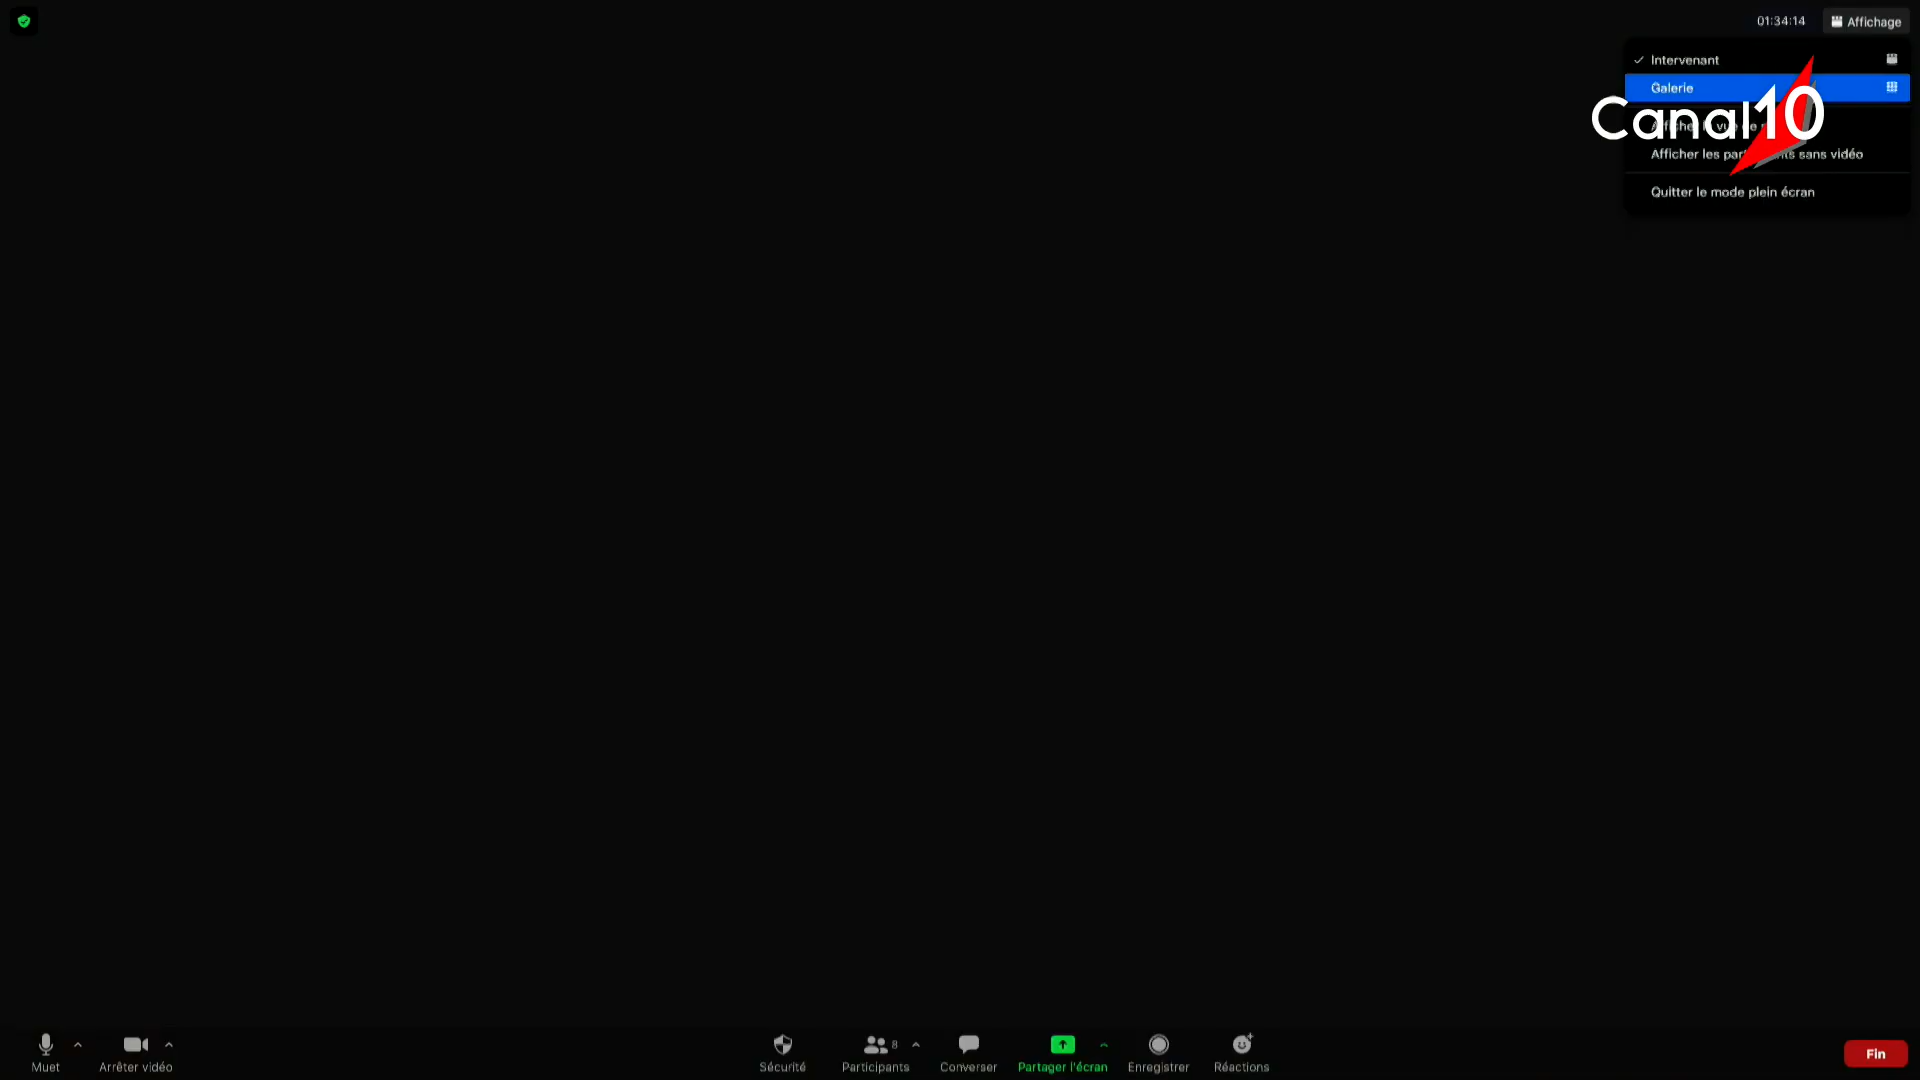 01:34:14 Affichage
Intervenant
Galerie
Canal10
Afficher les sans vidéo
Quitter le mode plein écran
Muet
Arrêter vidéo
Sécurité
Participants 8
Converser
Partager l'écran
Enregistrer
Réactions
Fin